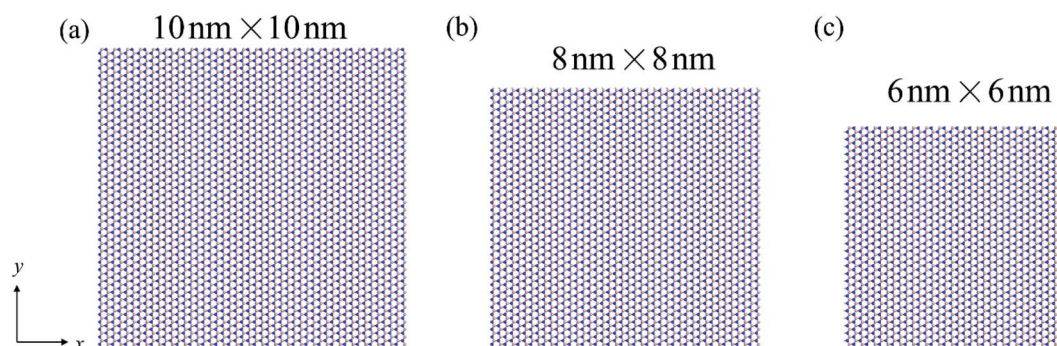 (a)
10 nm × 10 nm
(b)
8 nm × 8 nm
(c)
6 nm × 6 nm
y
x